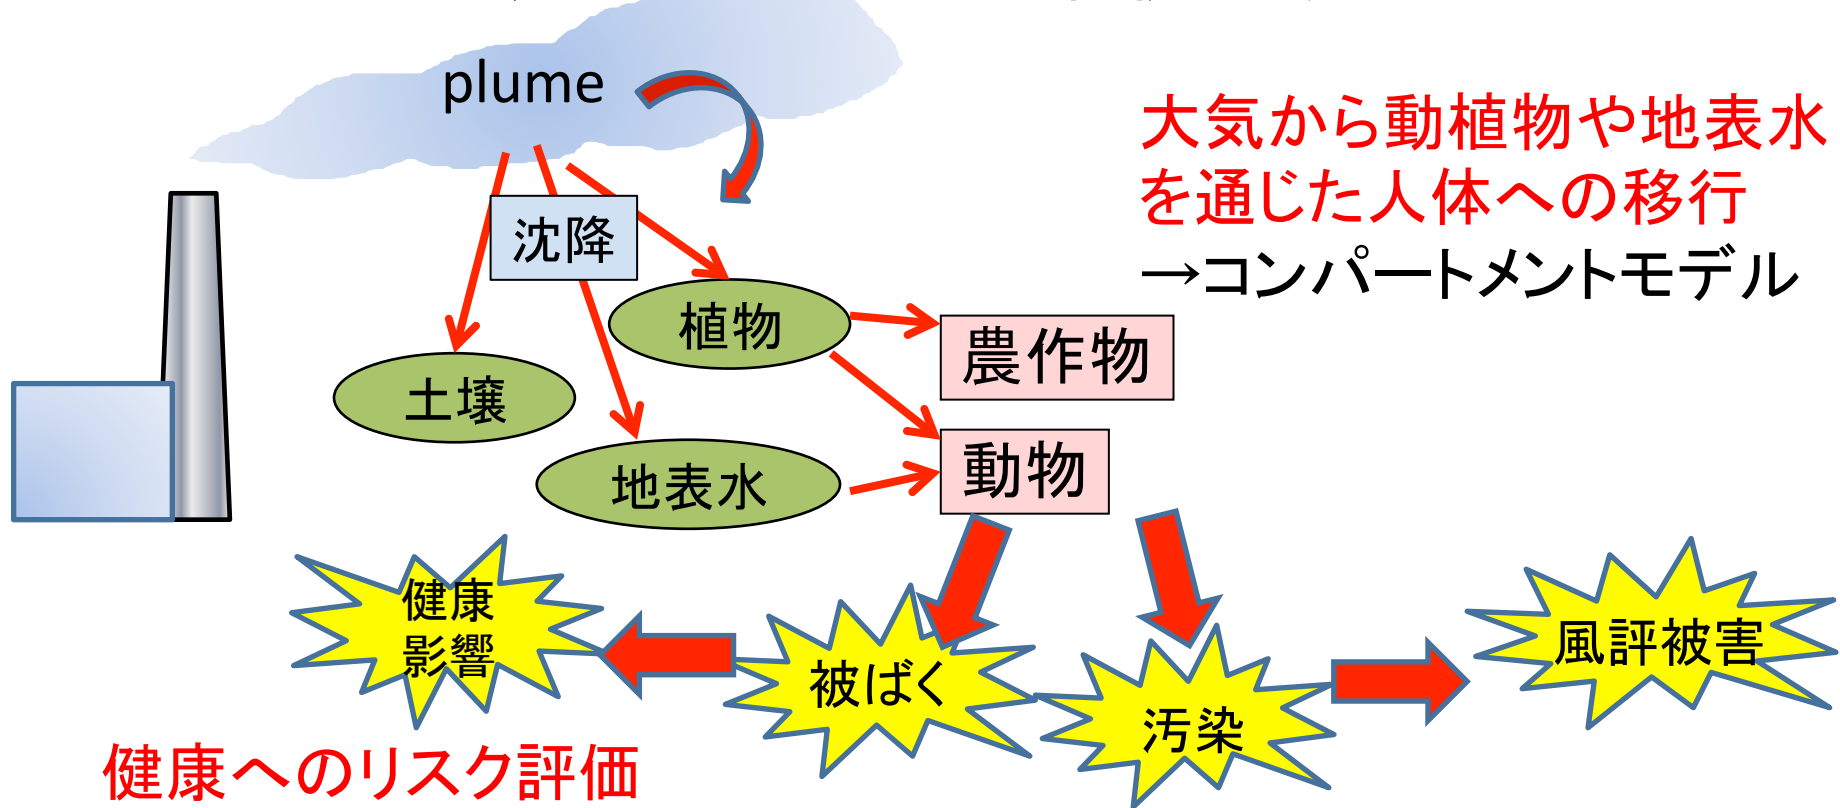 plume
大気から動植物や地表水
を通じた人体への移行
→コンパートメントモデル
沈降
植物
農作物
土壌
動物
地表水
健康
影響
被ばく
汚染
風評被害
健康へのリスク評価